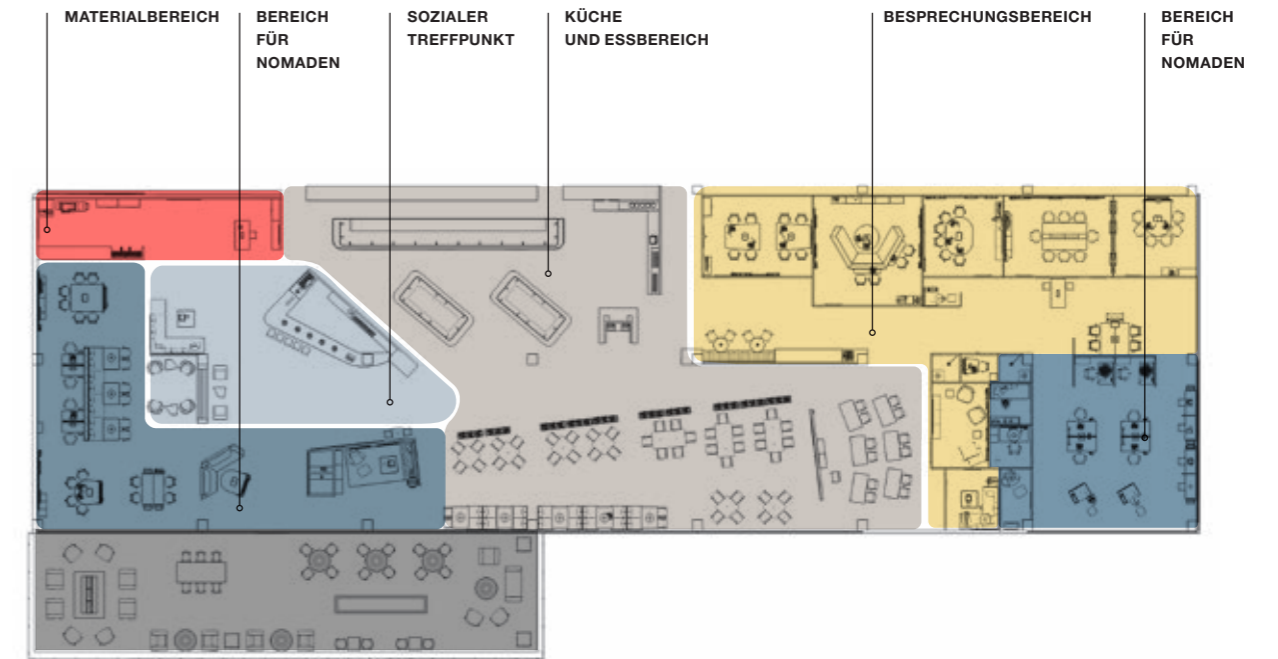 MATERIALBEREICH
BEREICH
FÜR
NOMADEN
SOZIALER
TREFFPUNKT
KÜCHE
UND ESSBEREICH
BESPRECHUNGSBEREICH
BEREICH
FÜR
NOMADEN